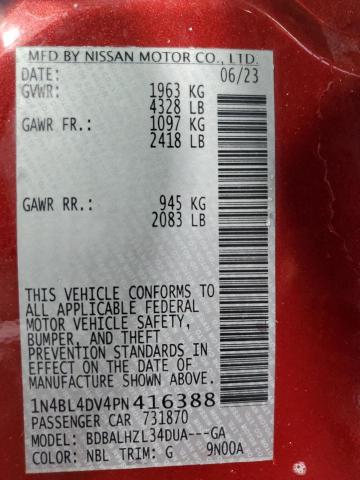 MFD BY NISSAN MOTOR CO., LTD.
DATE: 06/23
GVWR: 1963 KG
4328 LB
GAWR FR.: 1097 KG
2418 LB
GAWR RR.: 945 KG
2083 LB
THIS VEHICLE CONFORMS TO
ALL APPLICABLE FEDERAL
MOTOR VEHICLE SAFETY,
BUMPER, AND THEFT
PREVENTION STANDARDS IN
EFFECT ON THE DATE OF
MANUFACTURE SHOWN ABOVE.
1N4BL4DV4PN416388
PASSENGER CAR 731870
MODEL: BDBALHZL34DUA---GA
COLOR: NBL TRIM: G 9N00A